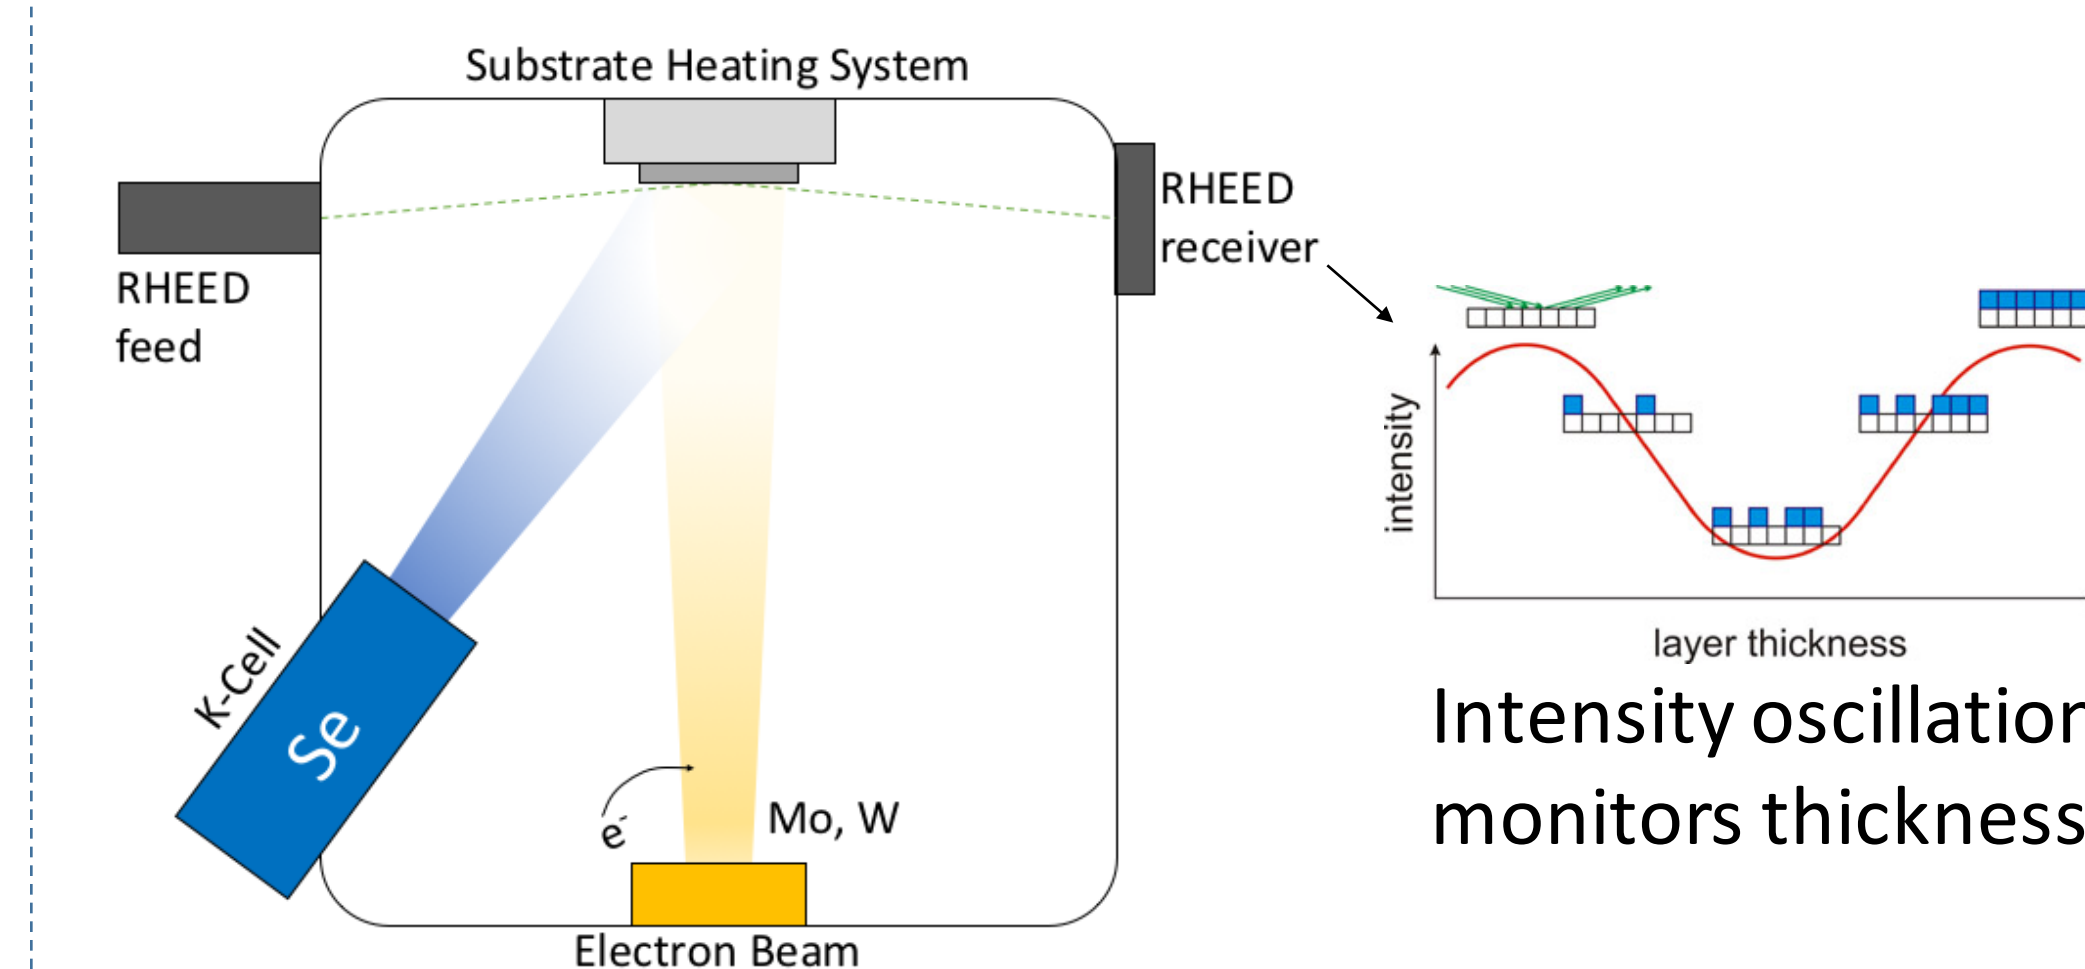 Substrate Heating System
RHEED
feed
RHEED
receiver
K-Cell
Se
e-
Mo, W
Electron Beam
intensity
layer thickness
Intensity oscillation
monitors thickness